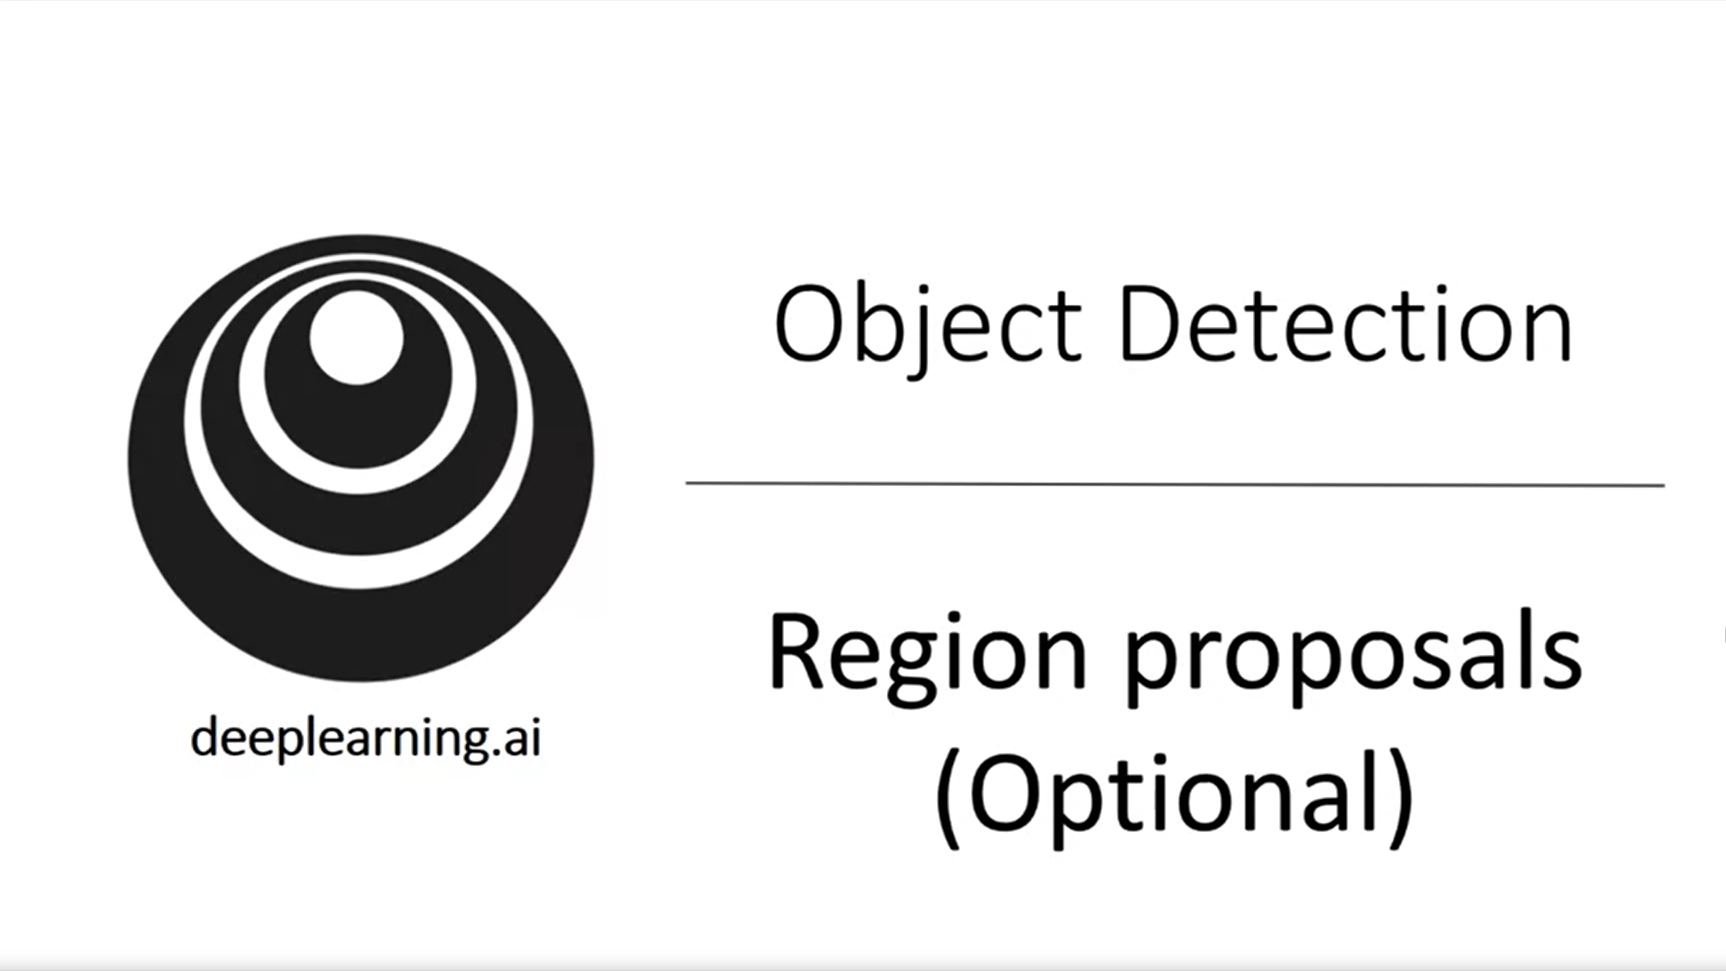 Object Detection
Region proposals
(Optional)
deeplearning.ai